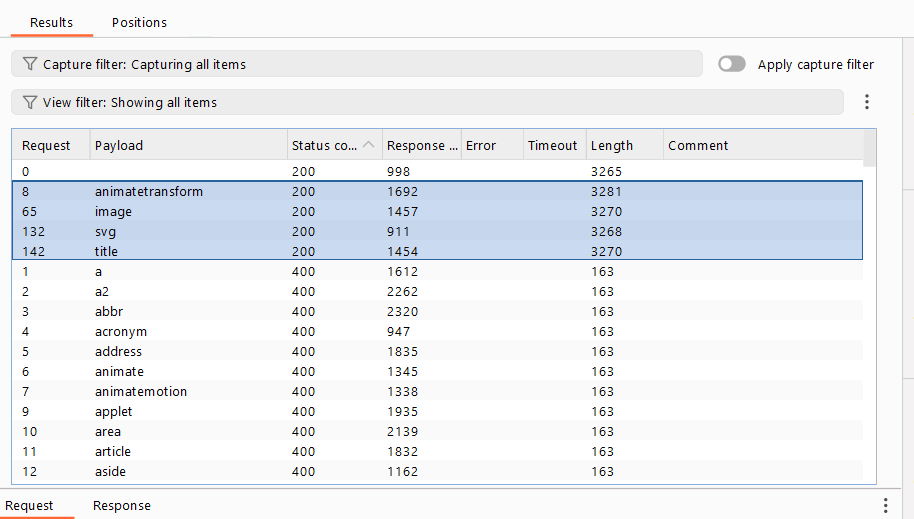 Results Positions
Capture filter: Capturing all items Apply capture filter
View filter: Showing all items
Request Payload Status co... Response ... Error Timeout Length Comment
0 200 998 3265
8 animatetransform 200 1692 3281
65 image 200 1457 3270
132 svg 200 911 3268
142 title 200 1454 3270
1 a 400 1612 163
2 a2 400 2262 163
3 abbr 400 2320 163
4 acronym 400 947 163
5 address 400 1835 163
6 animate 400 1345 163
7 animatemotion 400 1338 163
9 applet 400 1935 163
10 area 400 2139 163
11 article 400 1832 163
12 aside 400 1162 163
Request Response